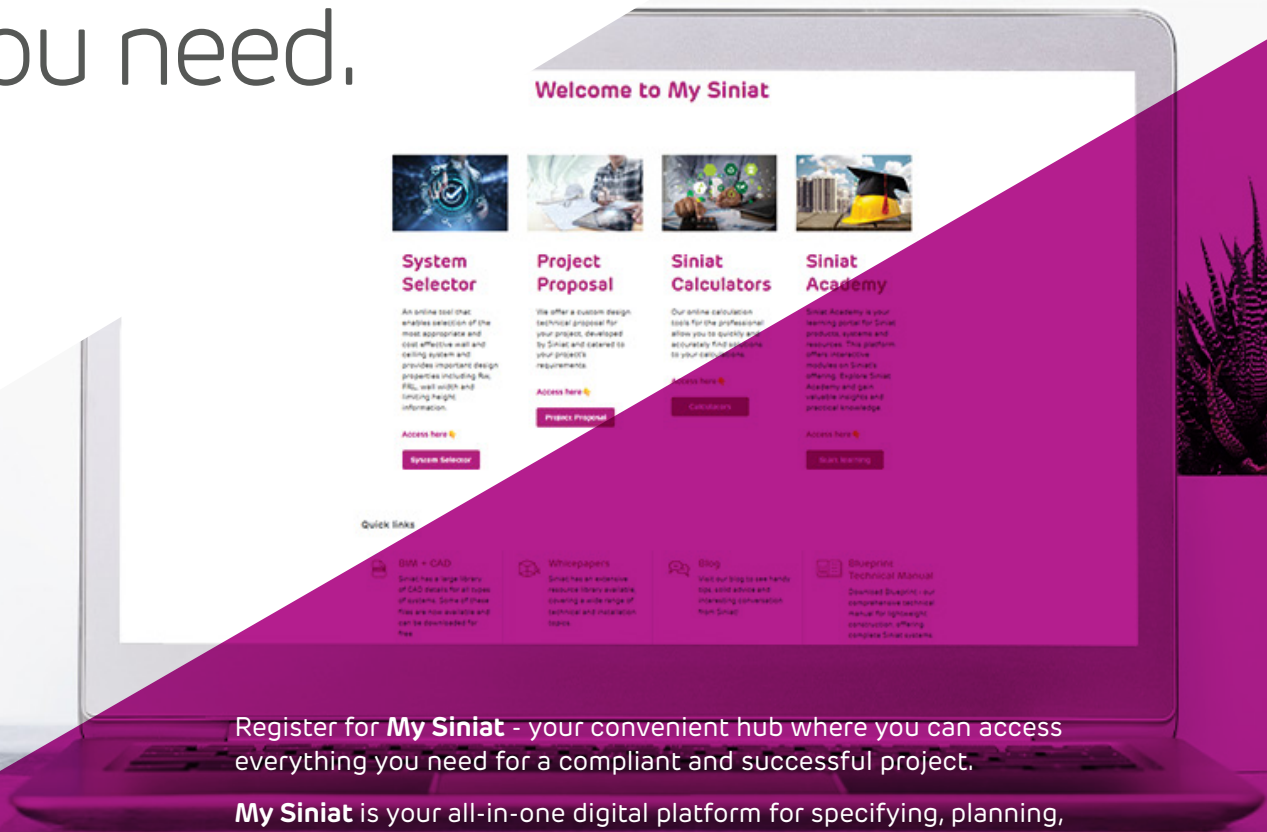 ou need.
Welcome to My Siniat
System
Selector
An online tool that
enables selection of the
most appropriate and
cost effective wall and
ceiling system and
provides important design
properties including Rw,
FRL, wall width and
limiting height
information.
Access here
System Selector
Project
Proposal
We offer a custom design
technical proposal for
your project, developed
by Siniat and catered to
your project's
requirements
Access here
Project Proposal
Siniat
Calculators
Our online calculation
tools for the professional
allow you to quickly and
accurately find solutions
to your calculations.
Access here
Calculators
Siniat
Academy
Siniat Academy is your
learning portal for Siniat
products, systems and
resources. This platform
offers interactive
modules on Siniat's
offering. Explore Siniat
Academy and gain
valuable insights and
practical knowledge
Access here
Start learning
Quick links
BIM + CAD
Siniat has a large library
of CAD details for all types
of systems. Some of these
files are now available and
can be downloaded for
free
Whitepapers
Siniat has an extensive
resource library available
covering a wide range of
technical and installation
topics.
Blog
Visit our blog to see handy
tips, solid advice and
interesting conversation
from Siniat
Blueprint
Technical Manual
Download Blueprint - our
comprehensive technical
manual for lightweight
construction, offering
complete Siniat systems
Register for My Siniat - your convenient hub where you can access
everything you need for a compliant and successful project.
My Siniat is your all-in-one digital platform for specifying, planning,